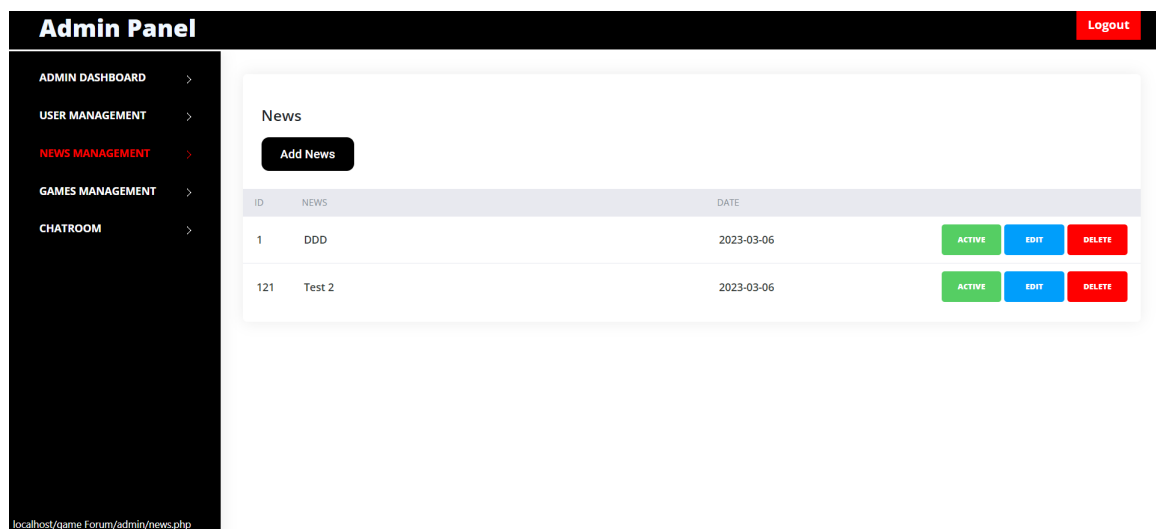 Admin Panel
Logout
ADMIN DASHBOARD
USER MANAGEMENT
NEWS MANAGEMENT
GAMES MANAGEMENT
CHATROOM
News
Add News
ID NEWS DATE
1 DDD 2023-03-06 ACTIVE EDIT DELETE
121 Test 2 2023-03-06 ACTIVE EDIT DELETE
localhost/game Forum/admin/news.php